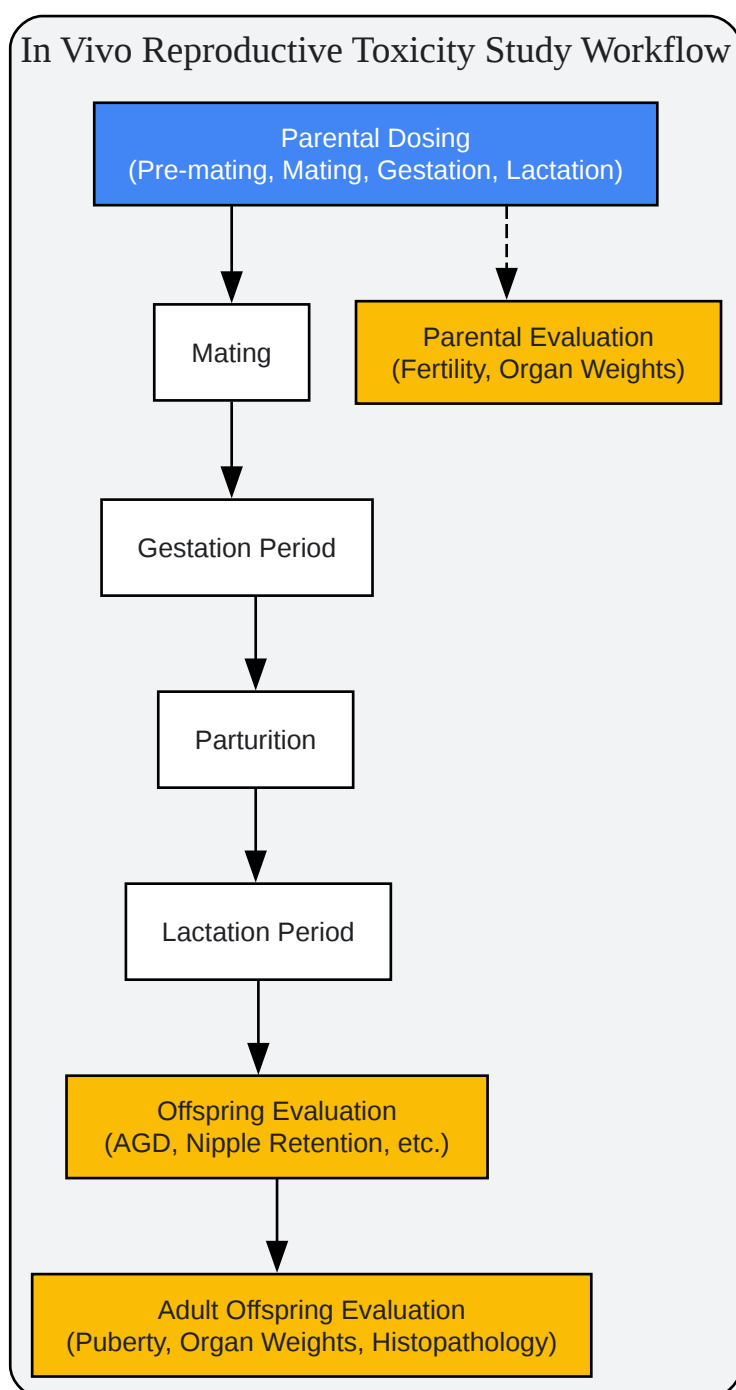 In Vivo Reproductive Toxicity Study Workflow
Parental Dosing
(Pre-mating, Mating, Gestation, Lactation)
Mating
Parental Evaluation
(Fertility, Organ Weights)
Gestation Period
Parturition
Lactation Period
Offspring Evaluation
(AGD, Nipple Retention, etc.)
Adult Offspring Evaluation
(Puberty, Organ Weights, Histopathology)